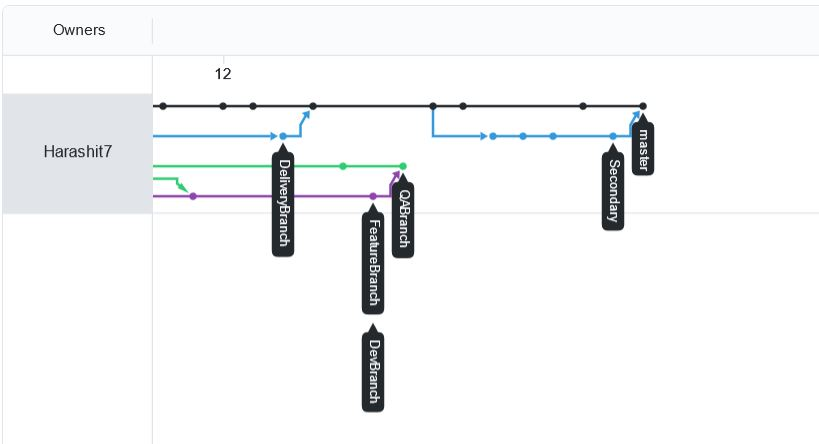 Owners
12
Harashit7
master
DeliveryBranch
Secondary
QABranch
FeatureBranch
DevBranch